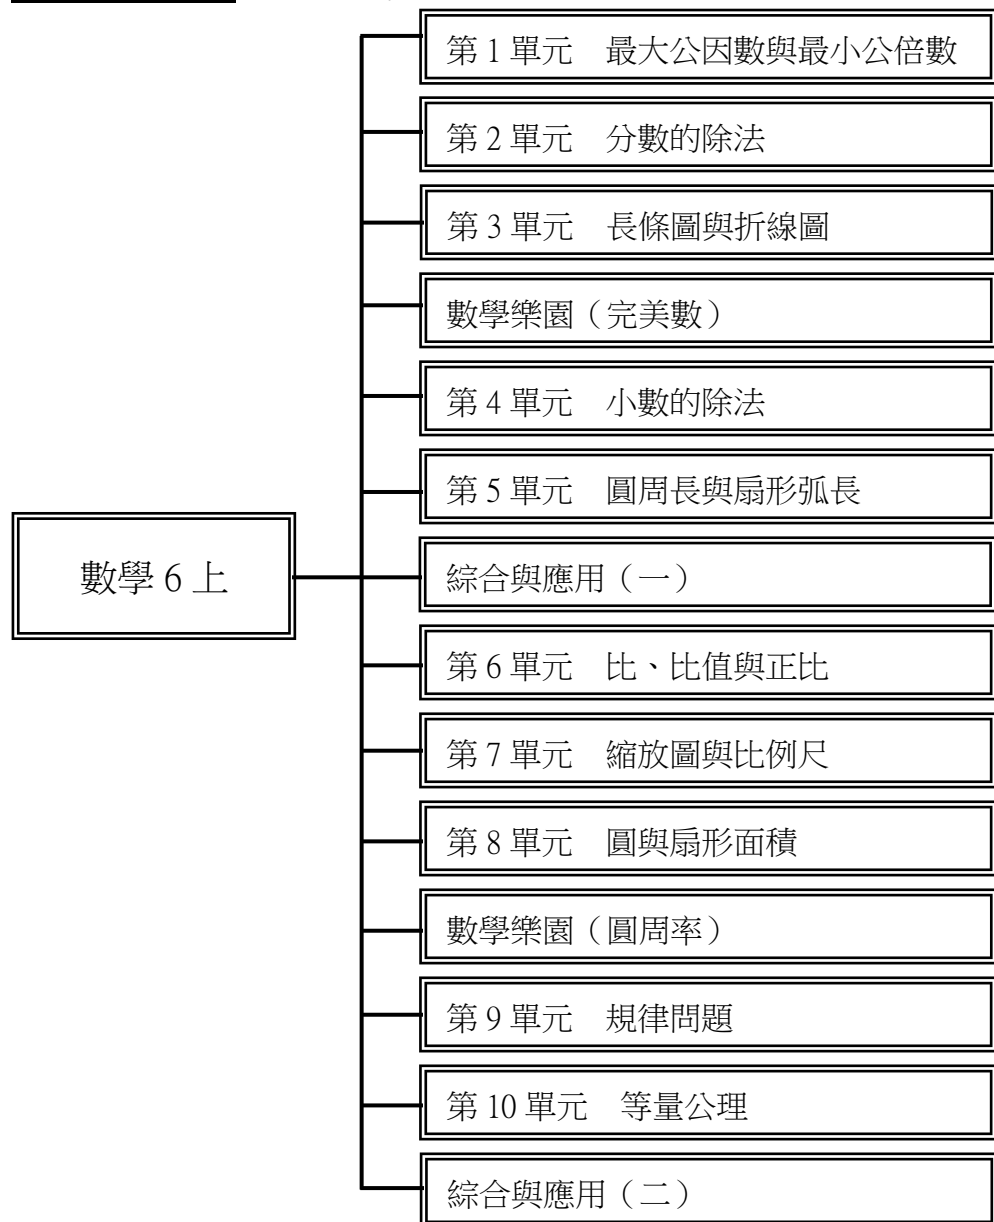 第 1 單元　最大公因數與最小公倍數
第 2 單元　分數的除法
第 3 單元　長條圖與折線圖
數學樂園（完美數）
第 4 單元　小數的除法
第 5 單元　圓周長與扇形弧長
數學 6 上
綜合與應用（一）
第 6 單元　比、比值與正比
第 7 單元　縮放圖與比例尺
第 8 單元　圓與扇形面積
數學樂園（圓周率）
第 9 單元　規律問題
第 10 單元　等量公理
綜合與應用（二）